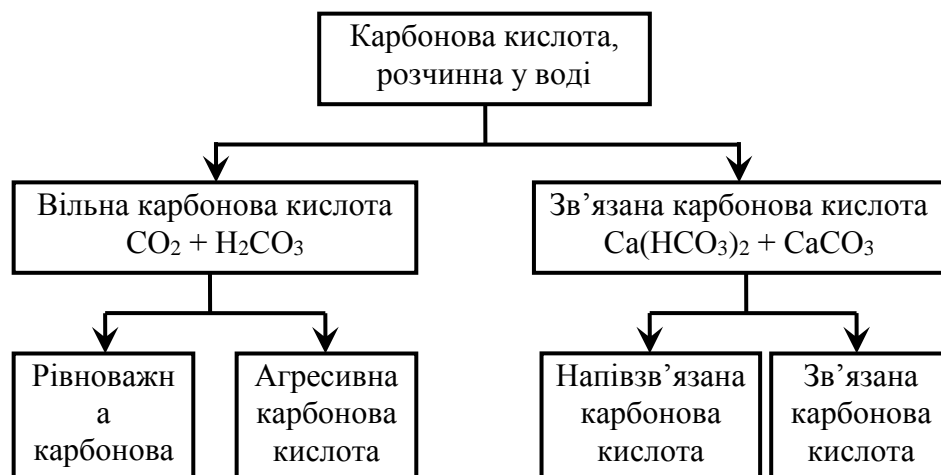 Карбонова кислота,
розчинна у воді
Вільна карбонова кислота
CO₂ + H₂CO₃
Зв’язана карбонова кислота
Ca(HCO₃)₂ + CaCO₃
Рівноважн
а
карбонова
Агресивна
карбонова
кислота
Напівзв’язана
карбонова
кислота
Зв’язана
карбонова
кислота